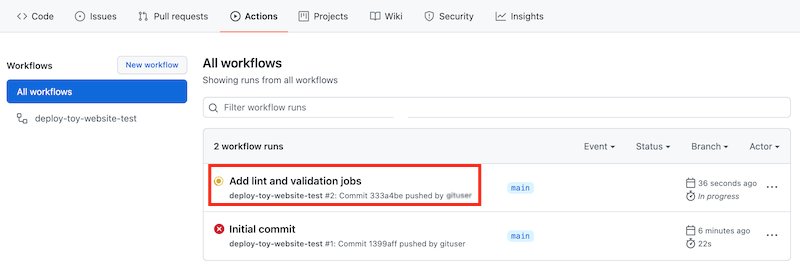 Code Issues Pull requests Actions Projects Wiki Security Insights
Workflows New workflow
All workflows
deploy-toy-website-test
All workflows
Showing runs from all workflows
Filter workflow runs
2 workflow runs Event Status Branch Actor
Add lint and validation jobs main 36 seconds ago
deploy-toy-website-test #2: Commit 333a4be pushed by gituser In progress
Initial commit main 6 minutes ago
deploy-toy-website-test #1: Commit 1399aff pushed by gituser 22s